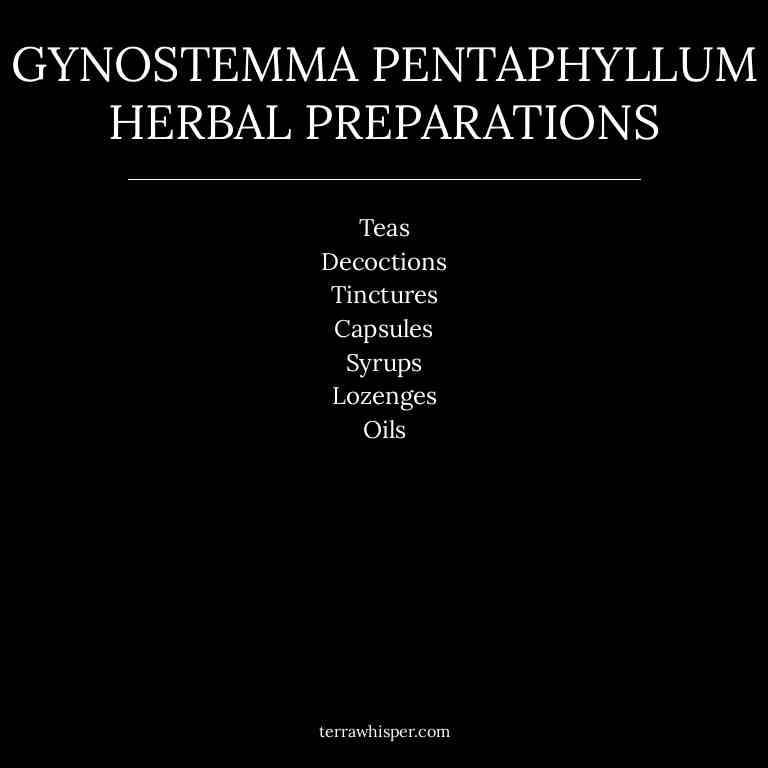 GYNOSTEMMA PENTAPHYLLUM
HERBAL PREPARATIONS
Teas
Decoctions
Tinctures
Capsules
Syrups
Lozenges
Oils
terrawhisper.com